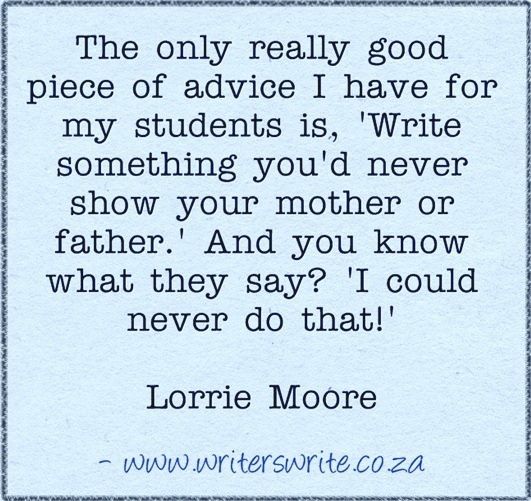 The only really good
piece of advice I have for
my students is, 'Write
something you'd never
show your mother or
father.' And you know
what they say? 'I could
never do that!'
Lorrie Moore
- www.writerswrite.co.za